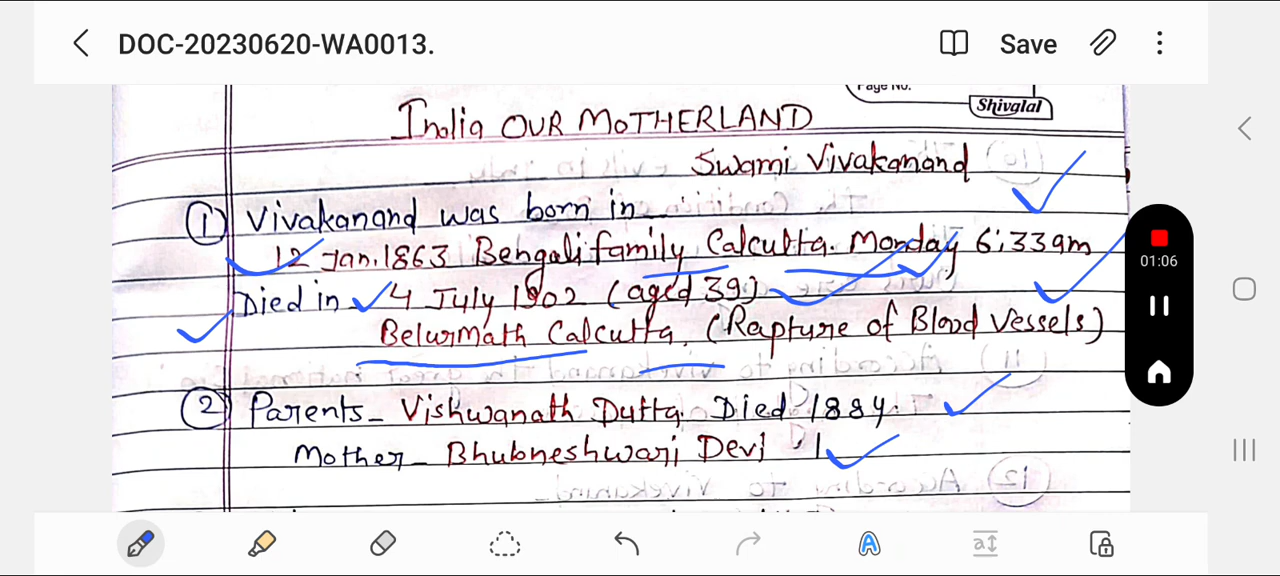 DOC-20230620-WA0013.
Save
Page No.
Shivalal
India OUR MOTHERLAND
Swami Vivakanand
① Vivakanand was born in
12 Jan. 1863 Bengali family Calcutta. Monday 6:33am
01:06
Died in 4 July 1902 (aged 39)
Belurmath Calcutta. (Rapture of Blood Vessels)
② Parents - Vishwanath Dutta. Died 1884.
Mother - Bhubneshwari Devi